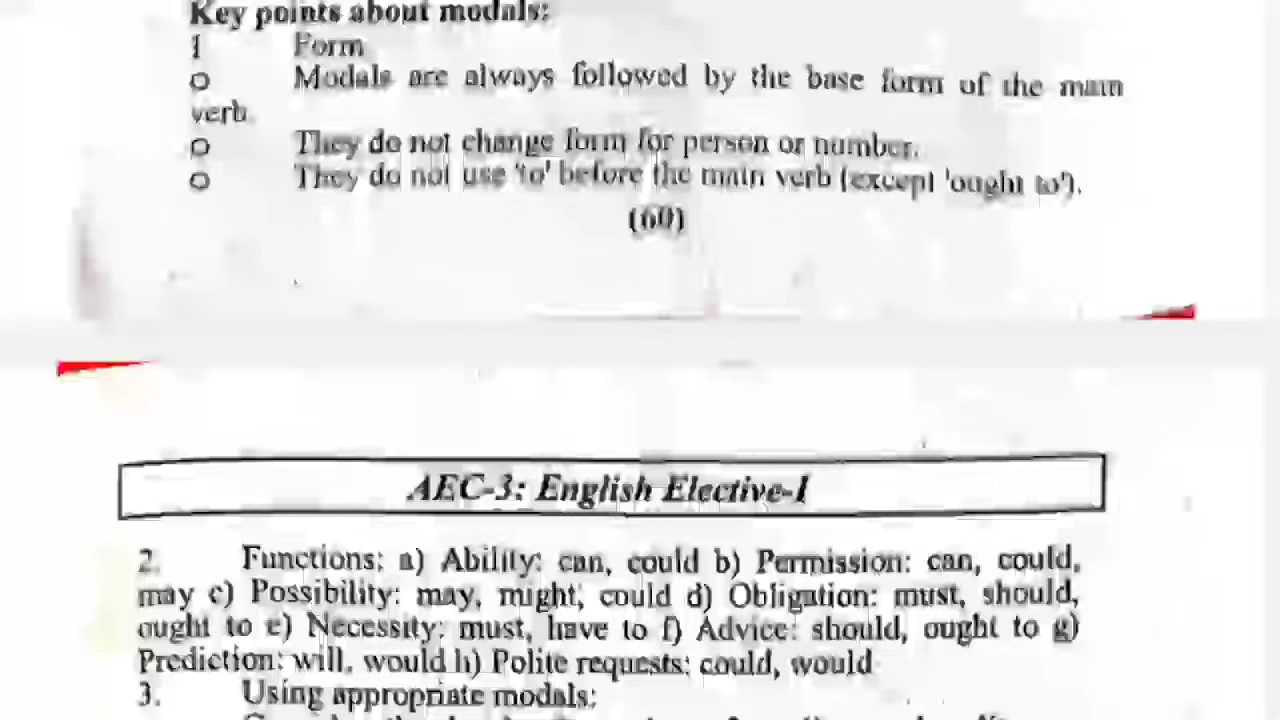 Key points about modals:
1 Form
o Modals are always followed by the base form of the main
verb.
o They do not change form for person or number.
o They do not use 'to' before the main verb (except 'ought to').
(60)
AEC-3: English Elective-I
2. Functions: a) Ability: can, could b) Permission: can, could,
may c) Possibility: may, might, could d) Obligation: must, should,
ought to e) Necessity: must, have to f) Advice: should, ought to g)
Prediction: will, would h) Polite requests: could, would
3. Using appropriate modals: